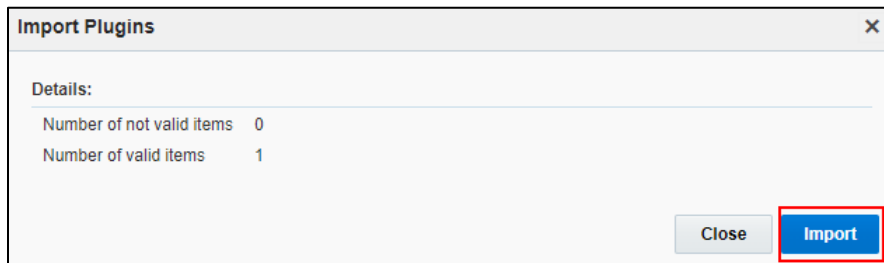 Import Plugins
Details:
Number of not valid items 0
Number of valid items 1
Close Import